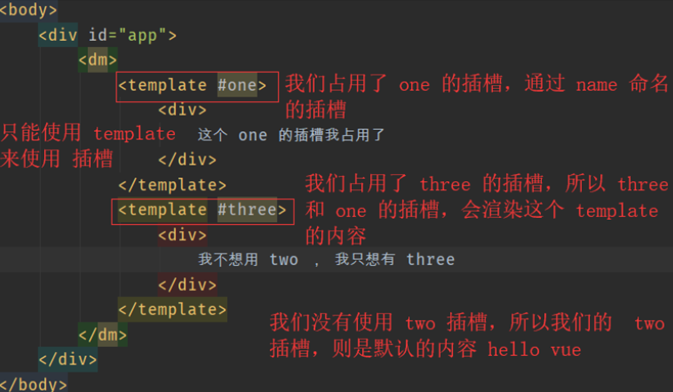 <body>
<div id="app">
<dm>
<template #one>
我们占用了 one 的插槽，通过 name 命名
的插槽
<div>
只能使用 template
来使用 插槽
这个 one 的插槽我占用了
</div>
</template>
我们占用了 three 的插槽，所以 three
和 one 的插槽，会渲染这个 template
的内容
<template #three>
<div>
我不想用 two ，我只想有 three
</div>
</template>
我们没有使用 two 插槽，所以我们的 two
插槽，则是默认的内容 hello vue
</dm>
</div>
</body>